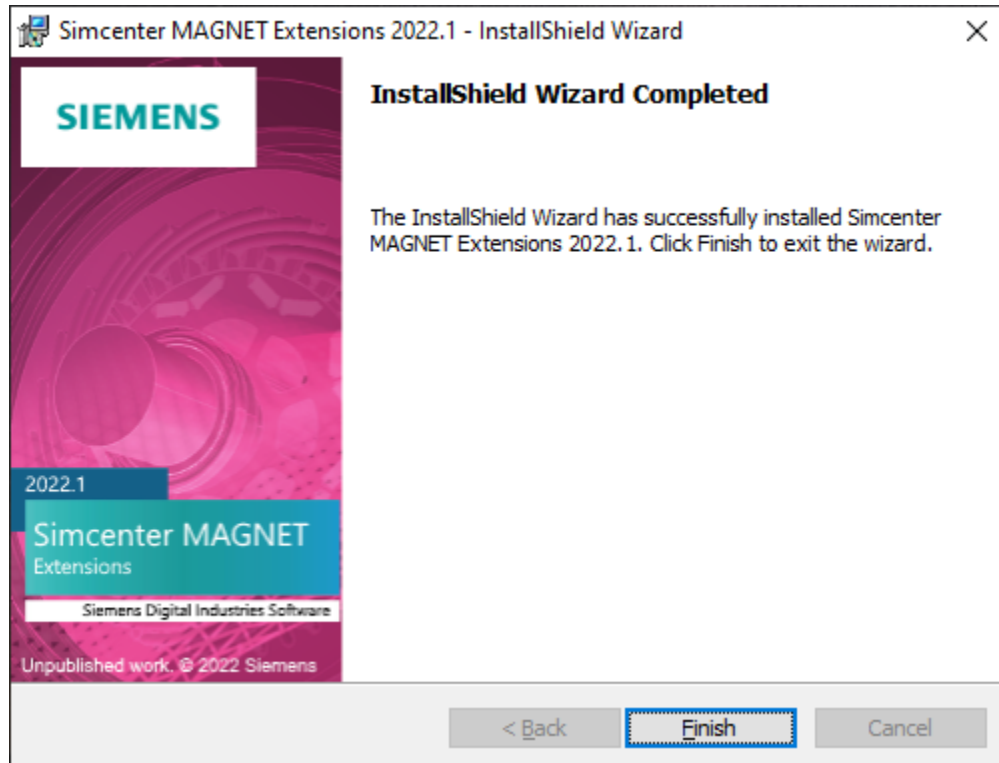 Simcenter MAGNET Extensions 2022.1 - InstallShield Wizard
SIEMENS
InstallShield Wizard Completed
The InstallShield Wizard has successfully installed Simcenter
MAGNET Extensions 2022.1. Click Finish to exit the wizard.
2022.1
Simcenter MAGNET
Extensions
Siemens Digital Industries Software
Unpublished work. © 2022 Siemens
< Back
Finish
Cancel